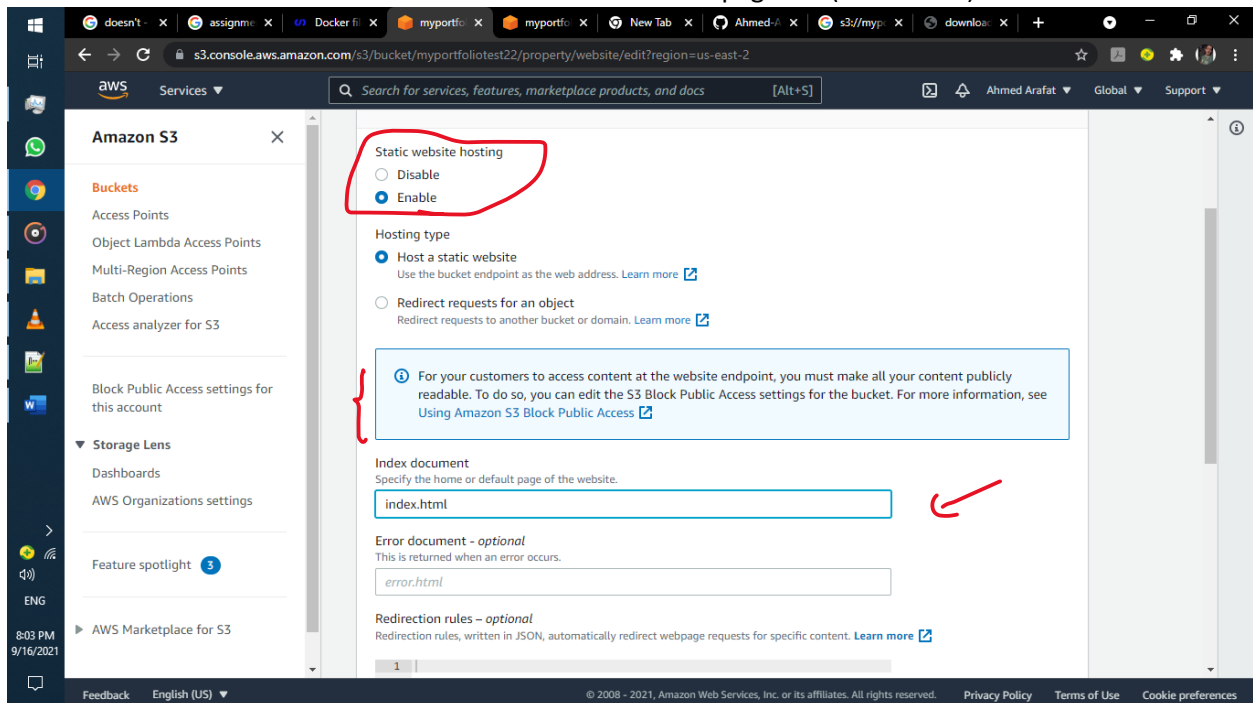 doesn't -
assignme
Docker fil
myportfo
myportfo
New Tab
Ahmed-A
s3://mypo
downloac
s3.console.aws.amazon.com/s3/bucket/myportfoliotest22/property/website/edit?region=us-east-2
aws
Services ▼
Search for services, features, marketplace products, and docs
[Alt+S]
Ahmed Arafat ▼
Global ▼
Support ▼
Amazon S3
Buckets
Access Points
Object Lambda Access Points
Multi-Region Access Points
Batch Operations
Access analyzer for S3
Block Public Access settings for
this account
Storage Lens
Dashboards
AWS Organizations settings
Feature spotlight 3
AWS Marketplace for S3
Static website hosting
Disable
Enable
Hosting type
Host a static website
Use the bucket endpoint as the web address. Learn more
Redirect requests for an object
Redirect requests to another bucket or domain. Learn more
For your customers to access content at the website endpoint, you must make all your content publicly
readable. To do so, you can edit the S3 Block Public Access settings for the bucket. For more information, see
Using Amazon S3 Block Public Access
Index document
Specify the home or default page of the website.
index.html
Error document - optional
This is returned when an error occurs.
error.html
Redirection rules – optional
Redirection rules, written in JSON, automatically redirect webpage requests for specific content. Learn more
1
ENG
8:03 PM
9/16/2021
Feedback
English (US) ▼
© 2008 - 2021, Amazon Web Services, Inc. or its affiliates. All rights reserved.
Privacy Policy
Terms of Use
Cookie preferences